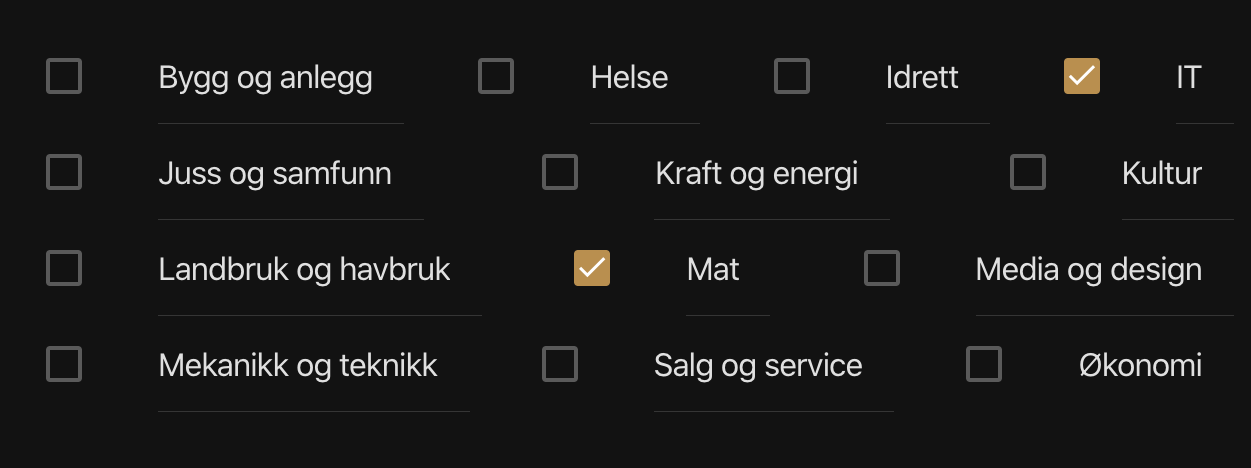 Bygg og anlegg Helse Idrett IT
Juss og samfunn Kraft og energi Kultur
Landbruk og havbruk Mat Media og design
Mekanikk og teknikk Salg og service Økonomi